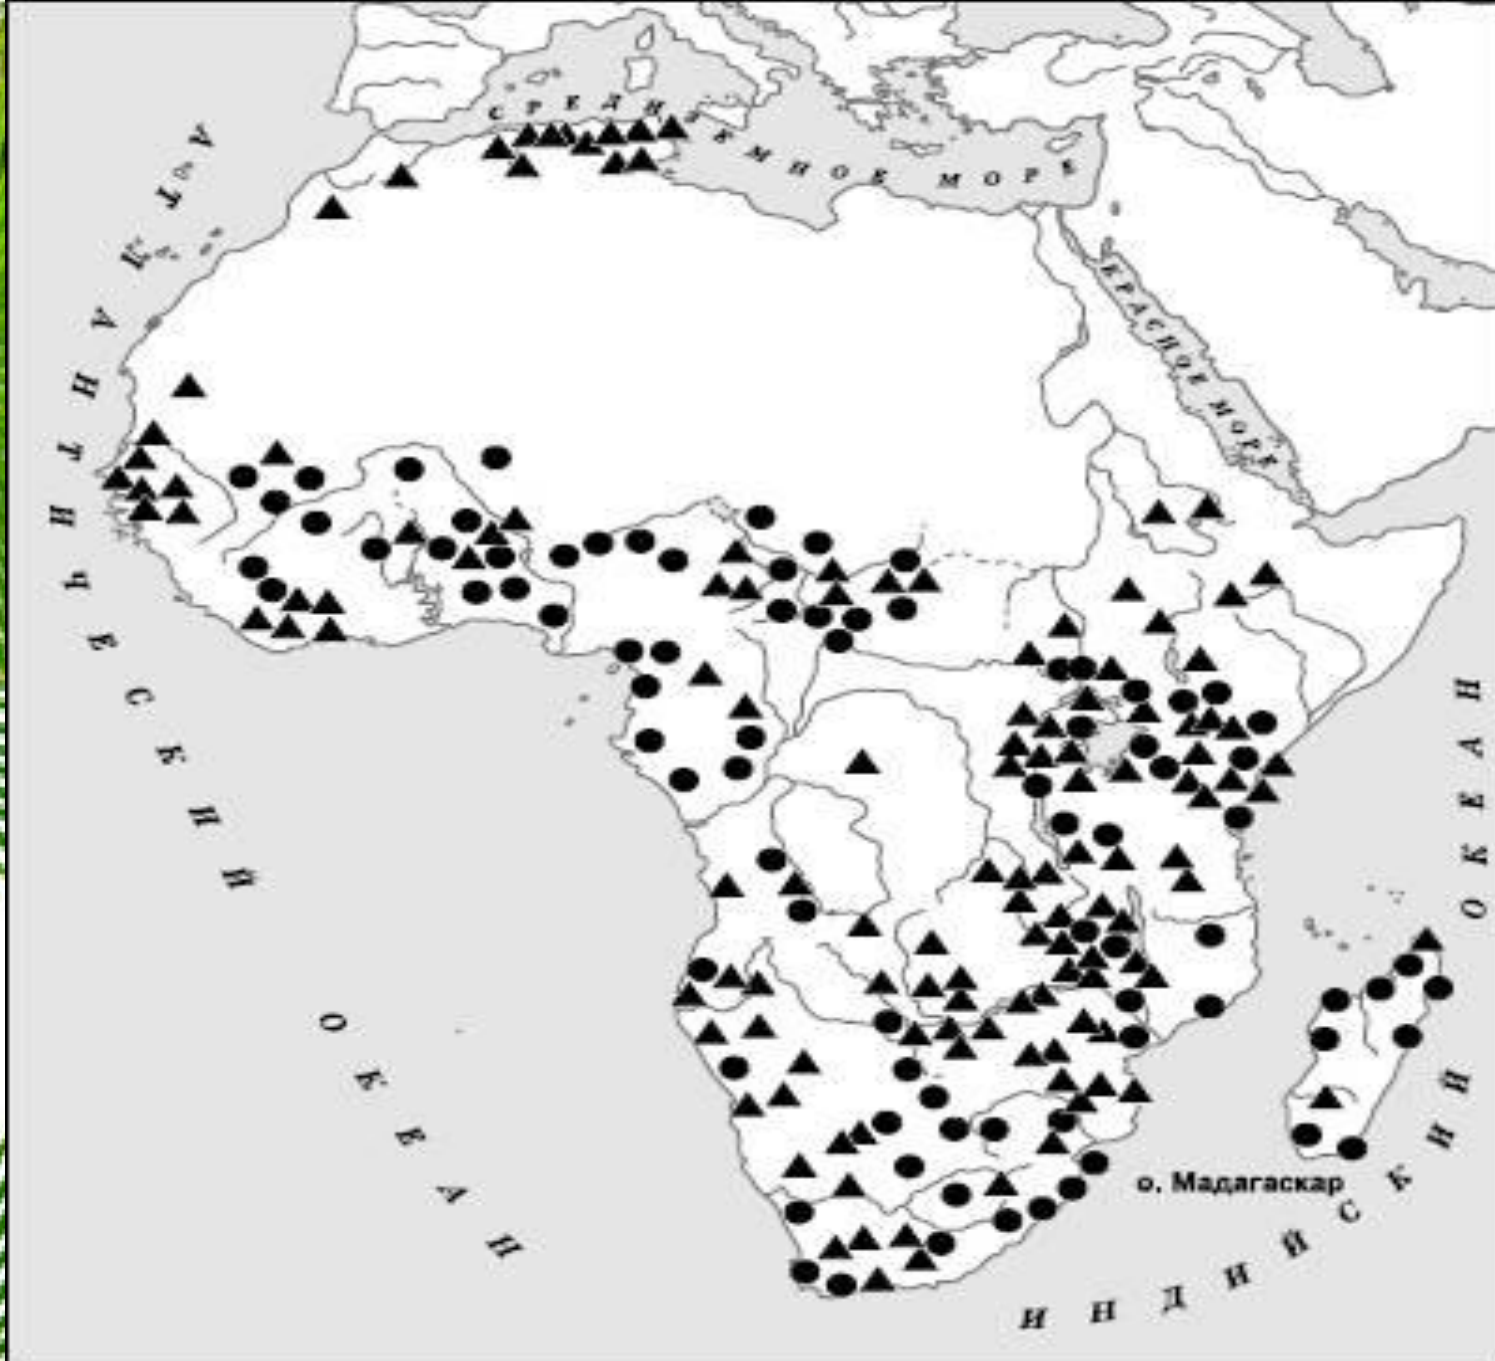 СРЕДИЗЕМНОЕ МОРЕ
КРАСНОЕ МОРЕ
АТЛАНТИЧЕСКИЙ ОКЕАН
о. Мадагаскар
ИНДИЙСКИЙ ОКЕАН